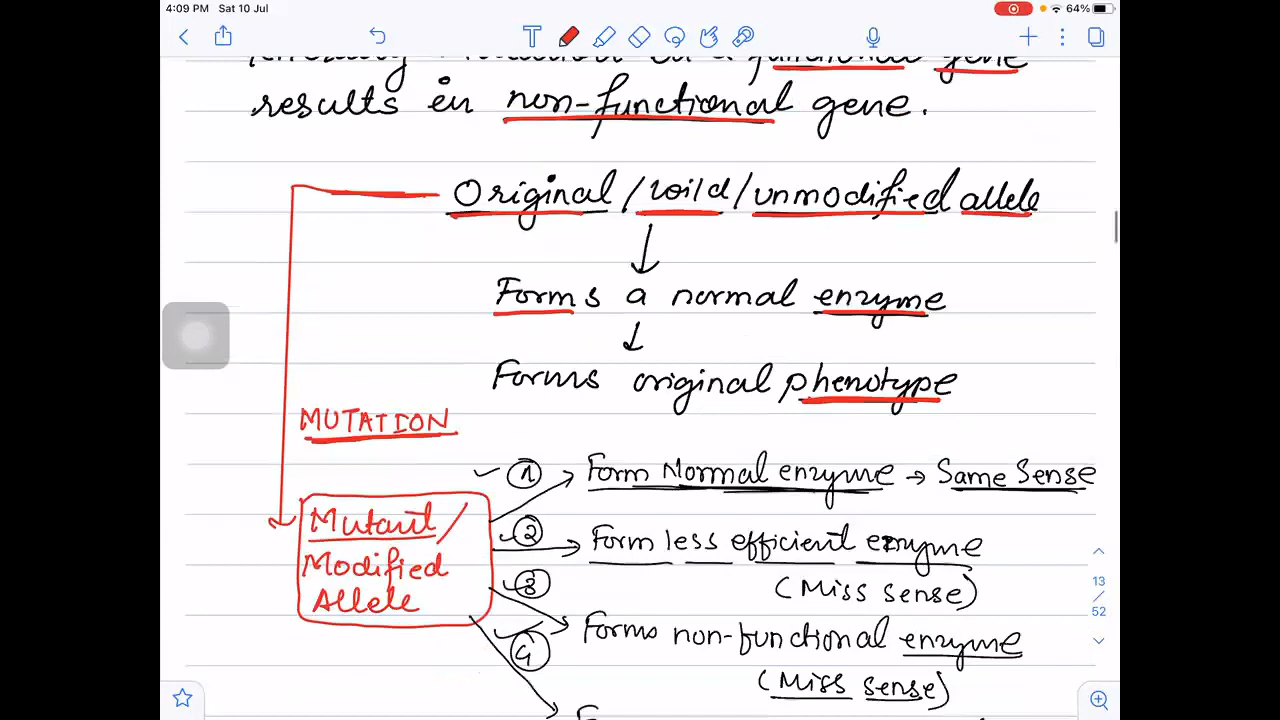 4:09 PM Sat 10 Jul
64%
functional gene
results in non-functional gene.
Original / wild / unmodified allele
Forms a normal enzyme
Forms original phenotype
MUTATION
1 Form Normal enzyme → Same Sense
Mutant /
Modified
Allele
2 Form less efficient enzyme
(Miss sense)
3 Forms non-functional enzyme
(Miss sense)
4
13
/
52